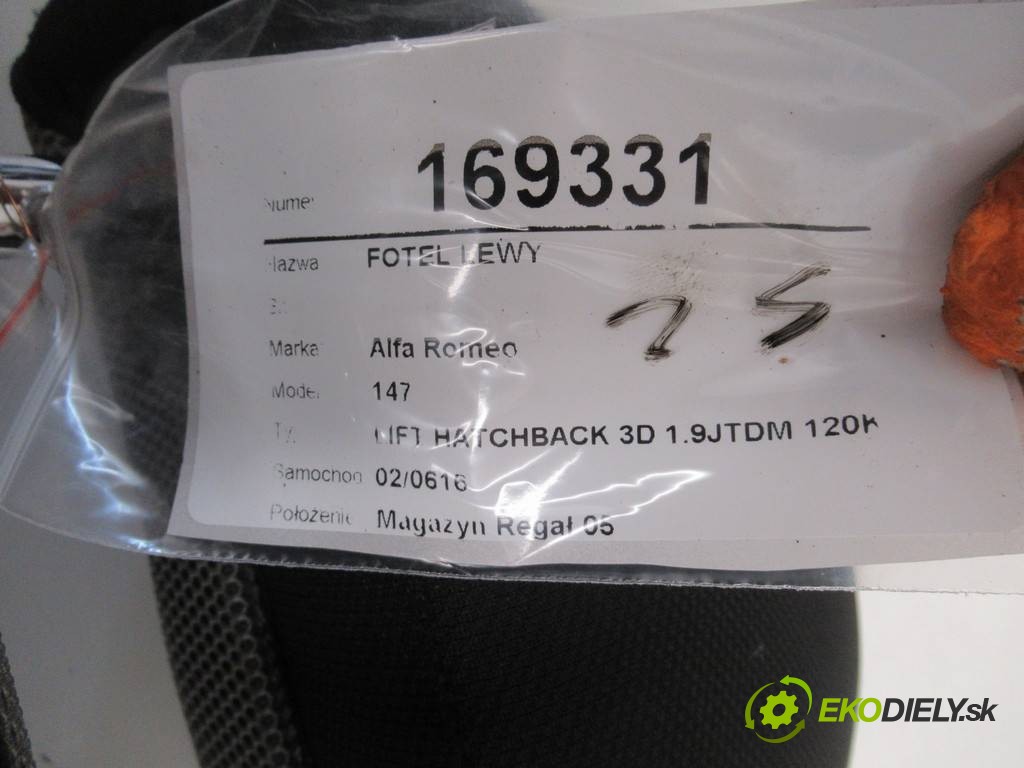 Numer 169331
Nazwa FOTEL LEWY
Marka Alfa Romeo
Model 147
Typ LIFT HATCHBACK 3D 1.9JTDM 120K
Samochod 02/0616
Położenie Magazyn Regał 05
EKODIELY.sk